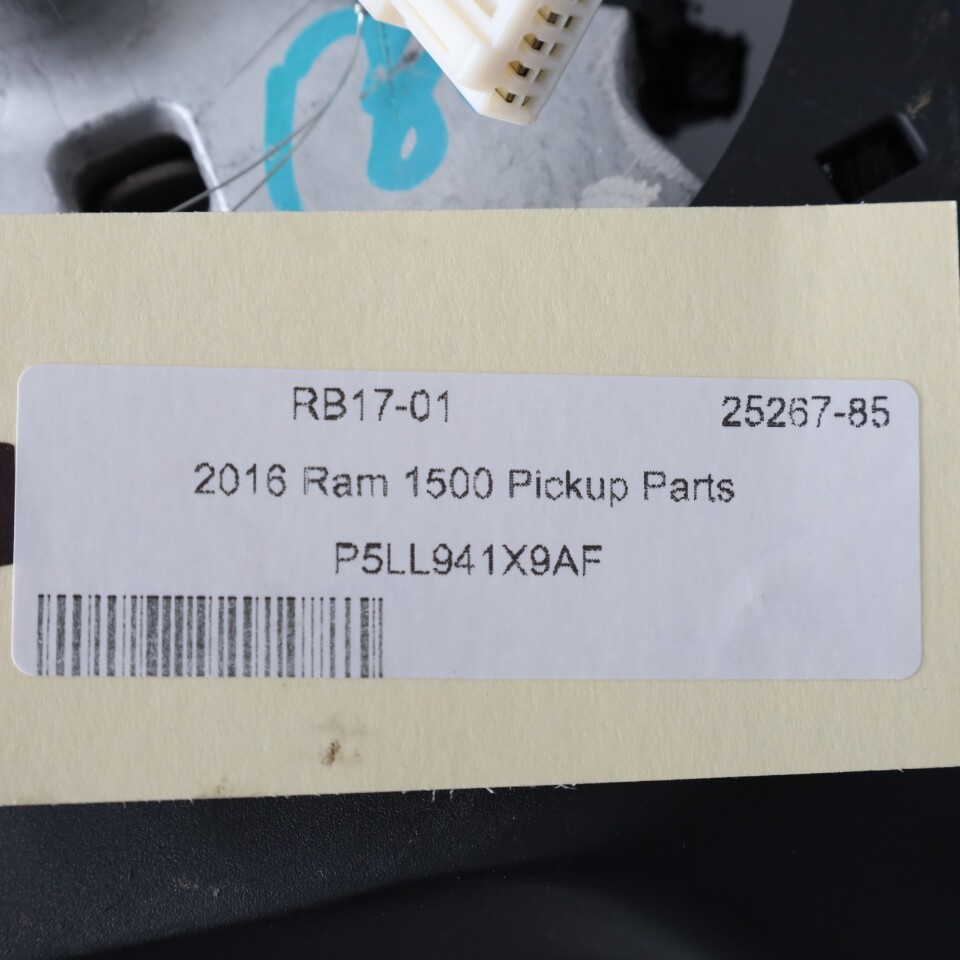 RB17-01 25267-85
2016 Ram 1500 Pickup Parts
P5LL941X9AF